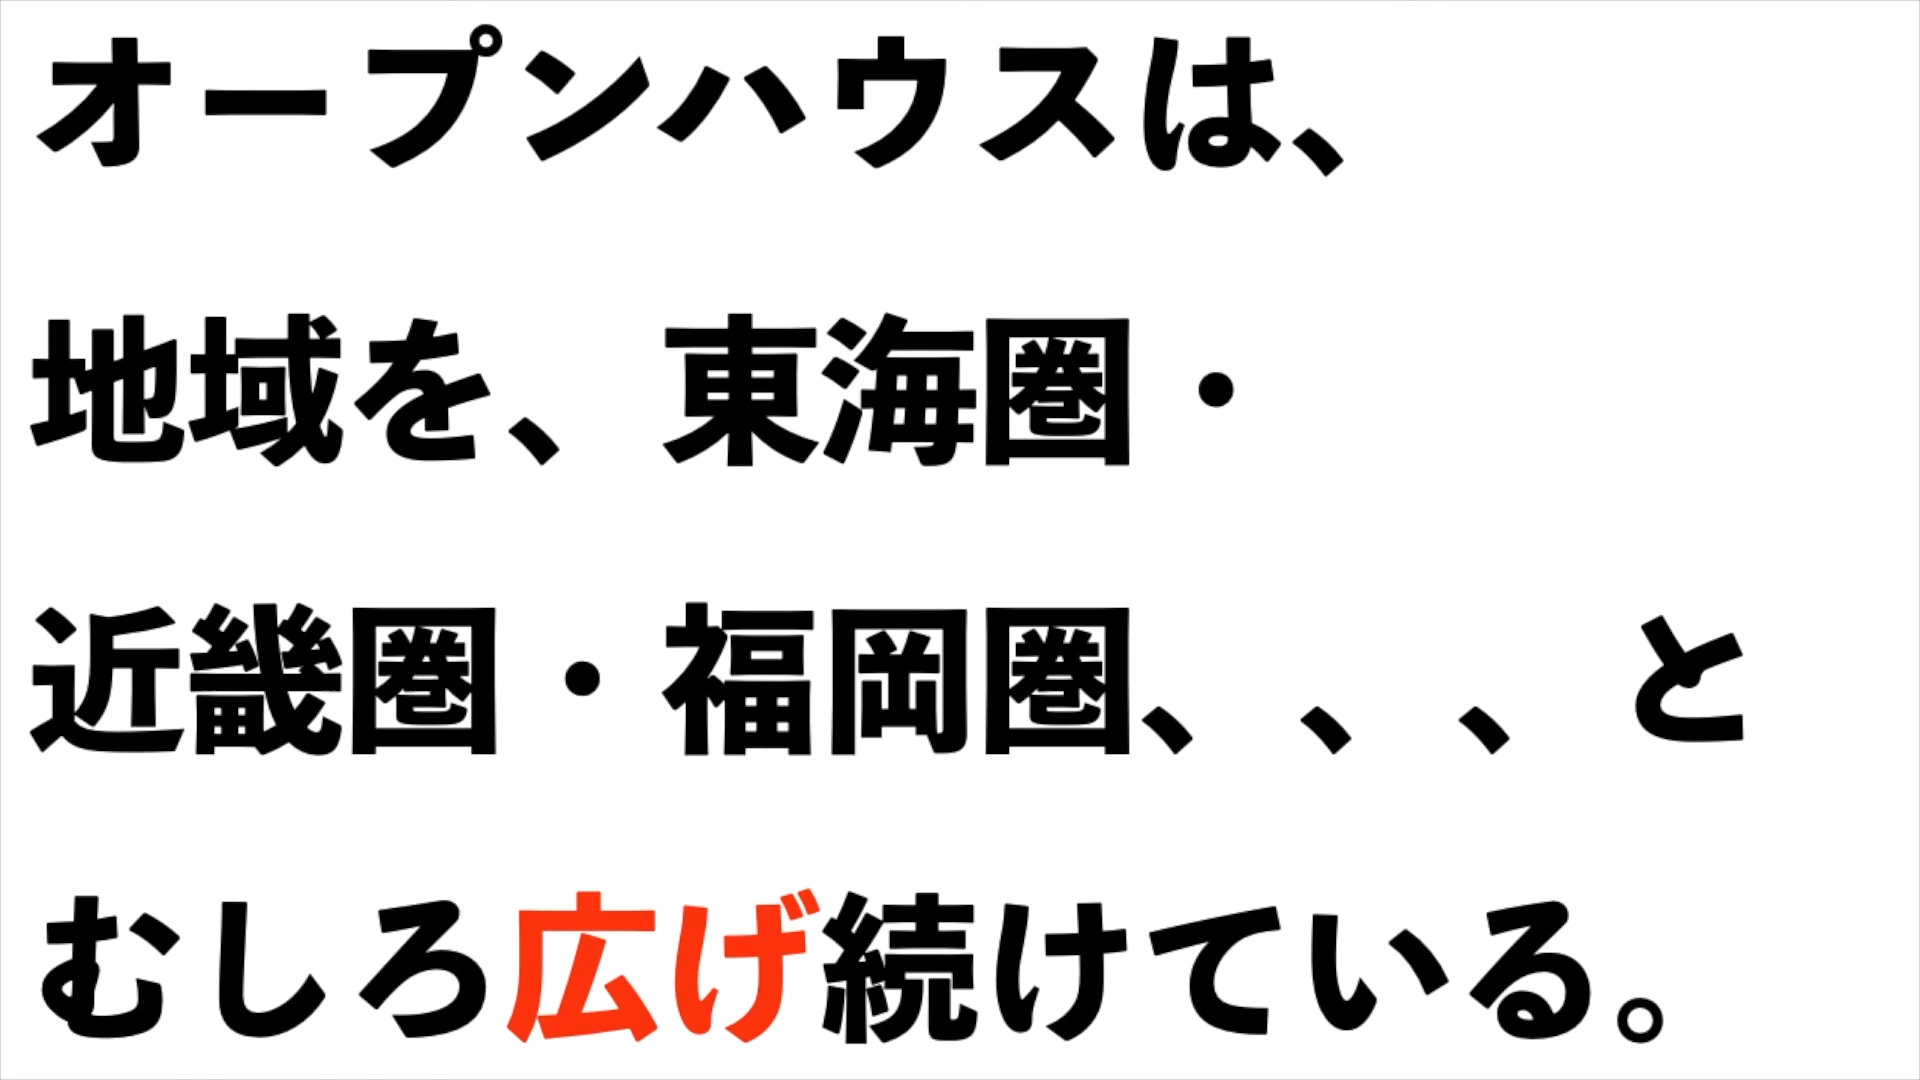 オープンハウスは、
地域を、東海圏・
近畿圏・福岡圏、、、と
むしろ広げ続けている。